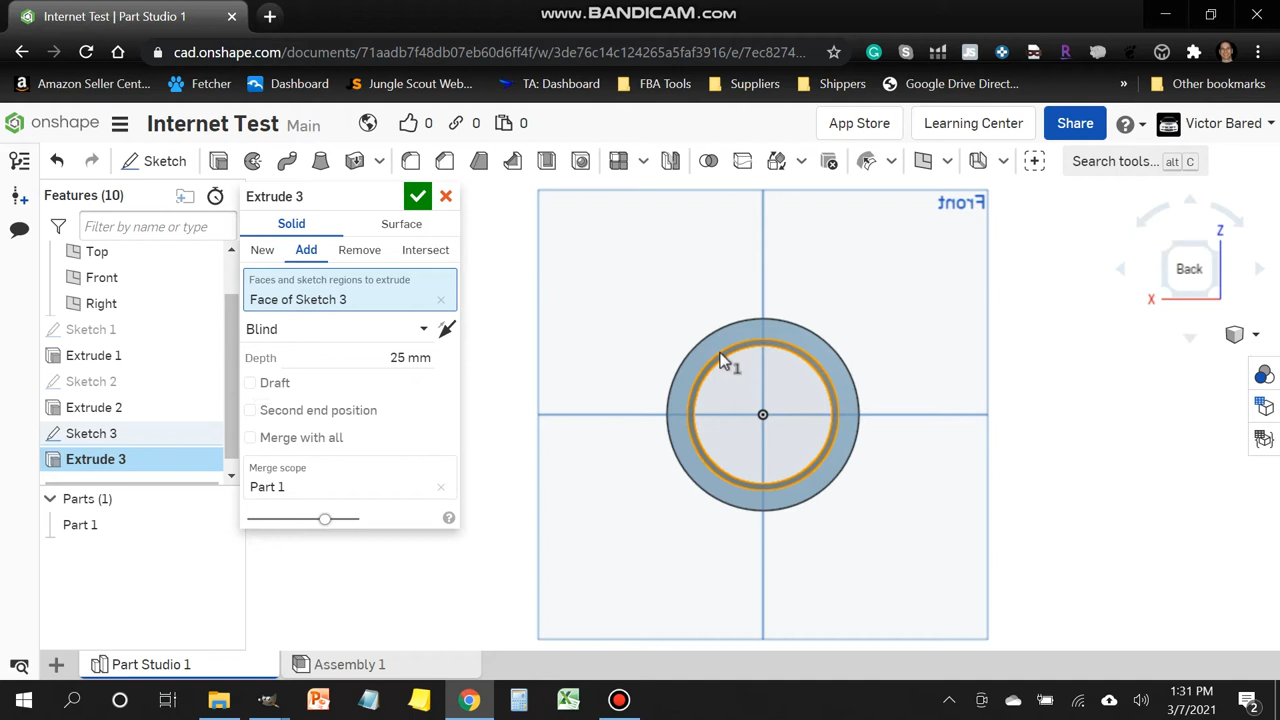 Internet Test | Part Studio 1
www.BANDICAM.com
cad.onshape.com/documents/71aadb7f48db07eb60d6ff4f/w/3de76c14c124265a5faf3916/e/7ec8274...
Amazon Seller Cent...
Fetcher
Dashboard
Jungle Scout Web...
TA: Dashboard
FBA Tools
Suppliers
Shippers
Google Drive Direct...
»
Other bookmarks
onshape
Internet Test Main
0
0
0
App Store
Learning Center
Share
Victor Bared
Sketch
Search tools... alt C
Features (10)
Filter by name or type
Top
Front
Right
Sketch 1
Extrude 1
Sketch 2
Extrude 2
Sketch 3
Extrude 3
Parts (1)
Part 1
Extrude 3
Solid
Surface
New
Add
Remove
Intersect
Faces and sketch regions to extrude
Face of Sketch 3
Blind
Depth 25 mm
Draft
Second end position
Merge with all
Merge scope
Part 1
Front
1
Z
Back
X
Part Studio 1
Assembly 1
1:31 PM
3/7/2021
2